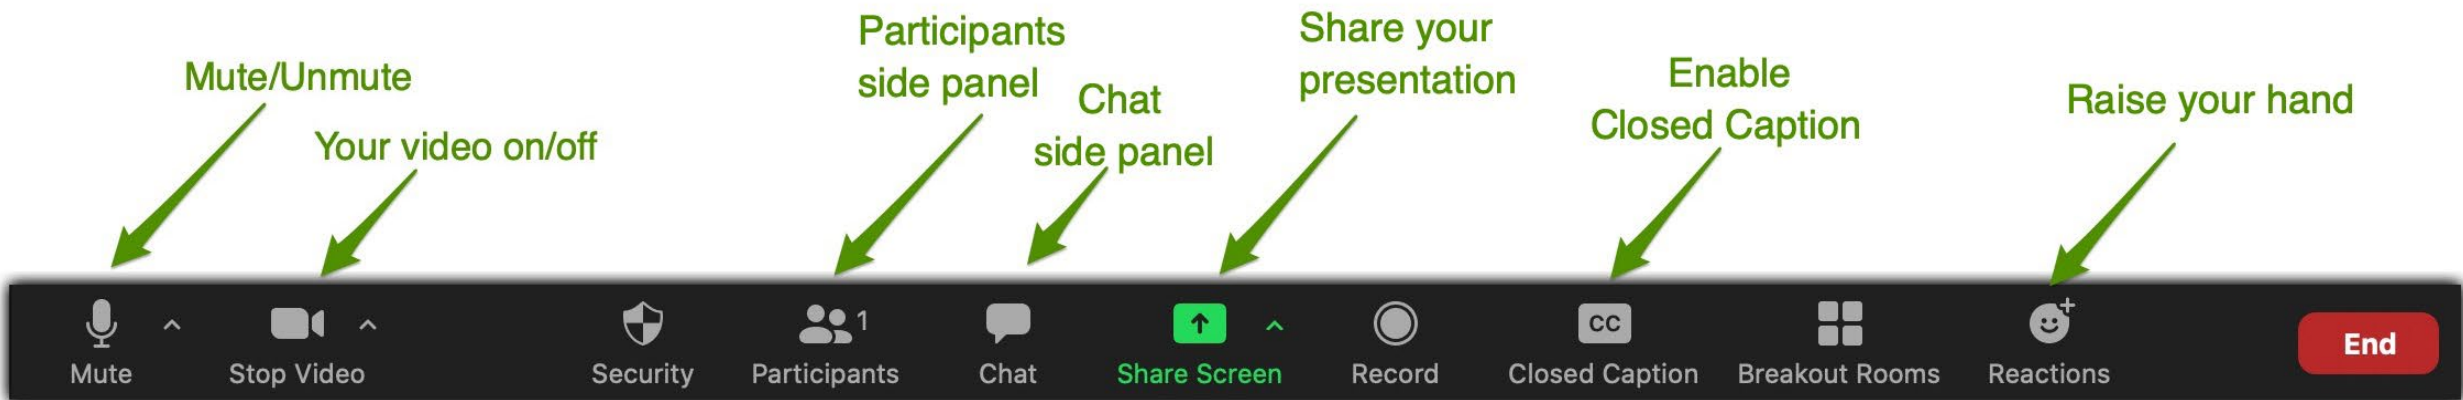 Mute/Unmute
Your video on/off
Participants
side panel
Chat
side panel
Share your
presentation
Enable
Closed Caption
Raise your hand
1
CC
Mute
Stop Video
Security
Participants
Chat
Share Screen
Record
Closed Caption
Breakout Rooms
Reactions
End